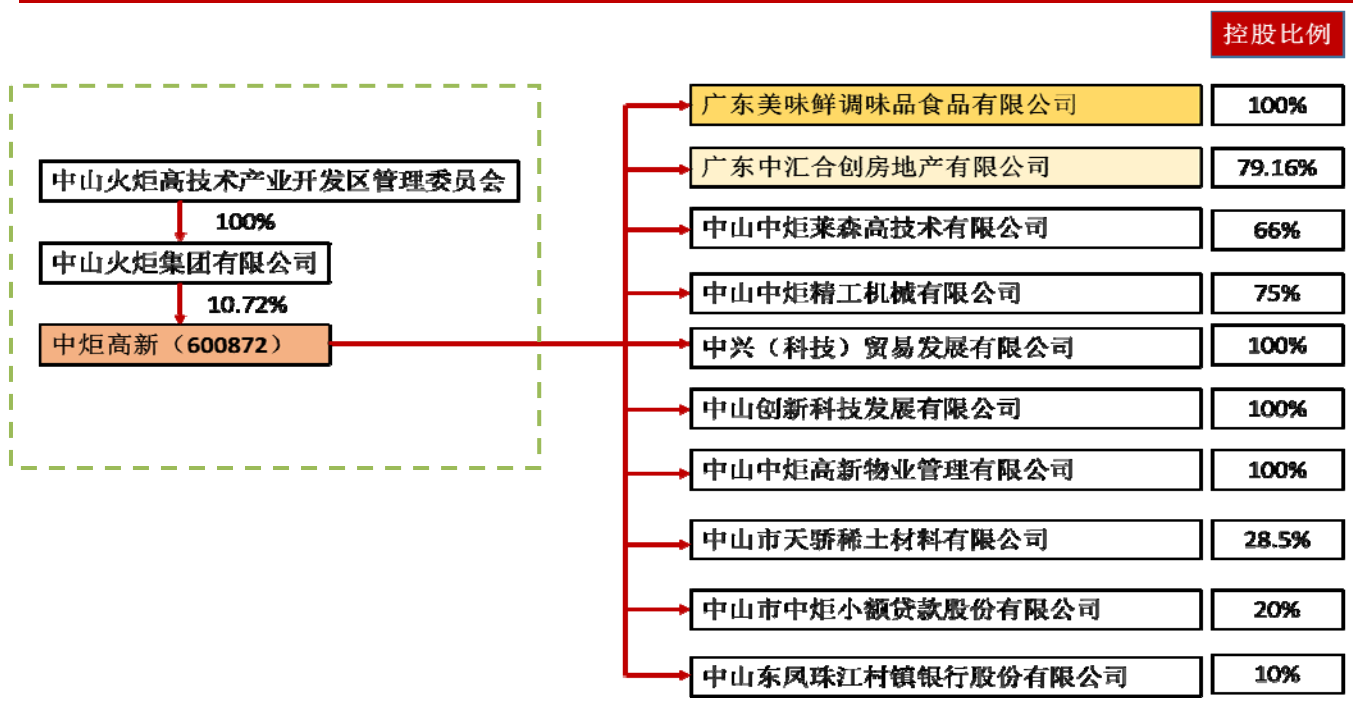 控股比例
中山火炬高技术产业开发区管理委员会
100%
中山火炬集团有限公司
10.72%
中炬高新（600872）
广东美味鲜调味品食品有限公司 100%
广东中汇合创房地产有限公司 79.16%
中山中炬莱森高技术有限公司 66%
中山中炬精工机械有限公司 75%
中兴（科技）贸易发展有限公司 100%
中山创新科技发展有限公司 100%
中山中炬高新物业管理有限公司 100%
中山市天骄稀土材料有限公司 28.5%
中山市中炬小额贷款股份有限公司 20%
中山东凤珠江村镇银行股份有限公司 10%